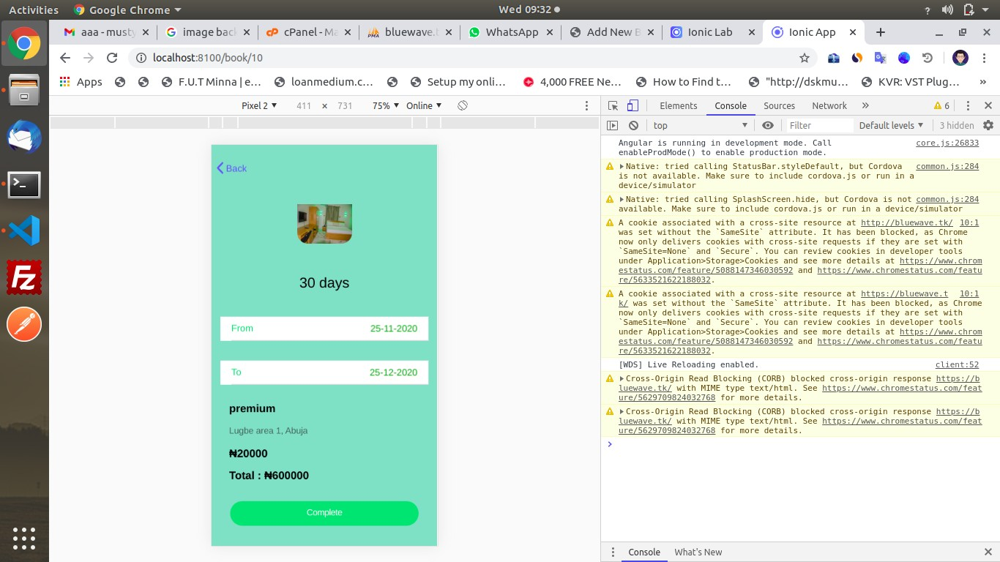 Activities
Google Chrome
Wed 09:32
?
aaa - musty
image back
cPanel - Ma
bluewave.t
WhatsApp
Add New B
Ionic Lab
Ionic App
localhost:8100/book/10
Apps
F.U.T Minna | e…
loanmedium.c…
Setup my onli…
4,000 FREE Ne…
How to Find t…
"http://dskmu…
KVR: VST Plug…
»
Pixel 2
411 × 731
75%
Online
Elements
Console
Sources
Network
»
6
top
Filter
Default levels
3 hidden
Back
30 days
From
25-11-2020
To
25-12-2020
premium
Lugbe area 1, Abuja
₦20000
Total : ₦600000
Complete
Angular is running in development mode. Call core.js:26833
enableProdMode() to enable production mode.
Native: tried calling StatusBar.styleDefault, but Cordova common.js:284
is not available. Make sure to include cordova.js or run in a
device/simulator
Native: tried calling SplashScreen.hide, but Cordova is not common.js:284
available. Make sure to include cordova.js or run in a device/simulator
A cookie associated with a cross-site resource at http://bluewave.tk/ 10:1
was set without the `SameSite` attribute. It has been blocked, as Chrome
now only delivers cookies with cross-site requests if they are set with
`SameSite=None` and `Secure`. You can review cookies in developer tools
under Application>Storage>Cookies and see more details at https://www.chrom
estatus.com/feature/5088147346030592 and https://www.chromestatus.com/featu
re/5633521622188032.
A cookie associated with a cross-site resource at https://bluewave.t 10:1
k/ was set without the `SameSite` attribute. It has been blocked, as Chrome
now only delivers cookies with cross-site requests if they are set with
`SameSite=None` and `Secure`. You can review cookies in developer tools
under Application>Storage>Cookies and see more details at https://www.chrom
estatus.com/feature/5088147346030592 and https://www.chromestatus.com/featu
re/5633521622188032.
[WDS] Live Reloading enabled. client:52
Cross-Origin Read Blocking (CORB) blocked cross-origin response https://b
luewave.tk/ with MIME type text/html. See https://www.chromestatus.com/feat
ure/5629709824032768 for more details.
Cross-Origin Read Blocking (CORB) blocked cross-origin response https://b
luewave.tk/ with MIME type text/html. See https://www.chromestatus.com/feat
ure/5629709824032768 for more details.
Console
What's New